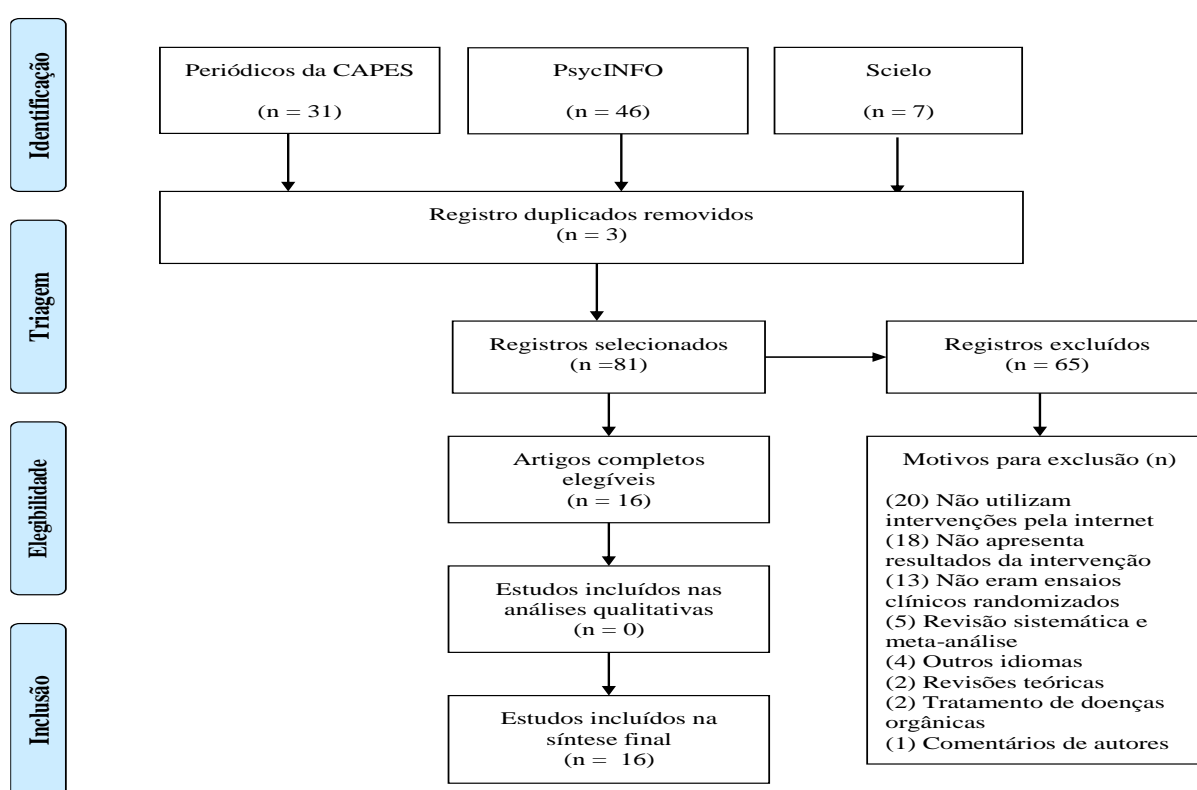 Identificação
Periódicos da CAPES
(n = 31)
PsycINFO
(n = 46)
Scielo
(n = 7)
Registro duplicados removidos
(n = 3)
Triagem
Registros selecionados
(n =81)
Registros excluídos
(n = 65)
Elegibilidade
Artigos completos
elegíveis
(n = 16)
Motivos para exclusão (n)
(20) Não utilizam
intervenções pela internet
(18) Não apresenta
resultados da intervenção
(13) Não eram ensaios
clínicos randomizados
(5) Revisão sistemática e
meta-análise
(4) Outros idiomas
(2) Revisões teóricas
(2) Tratamento de doenças
orgânicas
(1) Comentários de autores
Estudos incluídos nas
análises qualitativas
(n = 0)
Inclusão
Estudos incluídos na
síntese final
(n =  16)